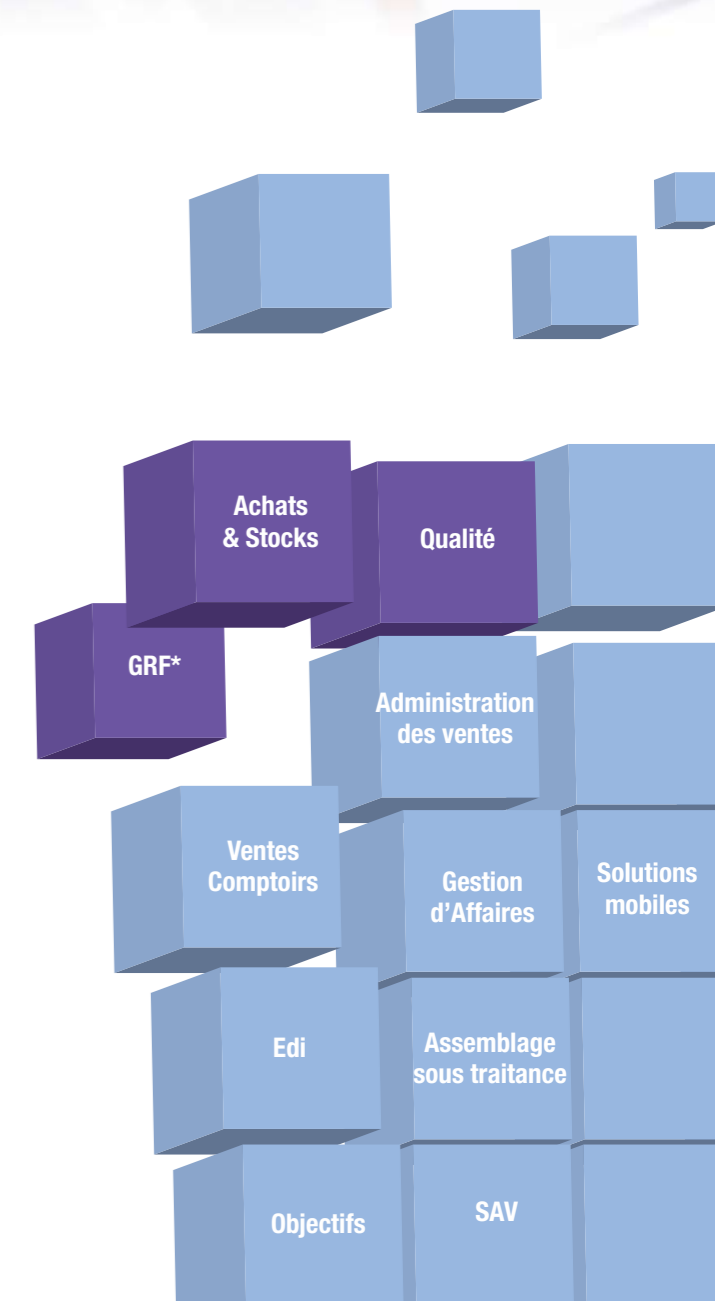 Achats
& Stocks
Qualité
GRF*
Administration
des ventes
Ventes
Comptoirs
Gestion
d’Affaires
Solutions
mobiles
Edi
Assemblage
sous traitance
Objectifs
SAV